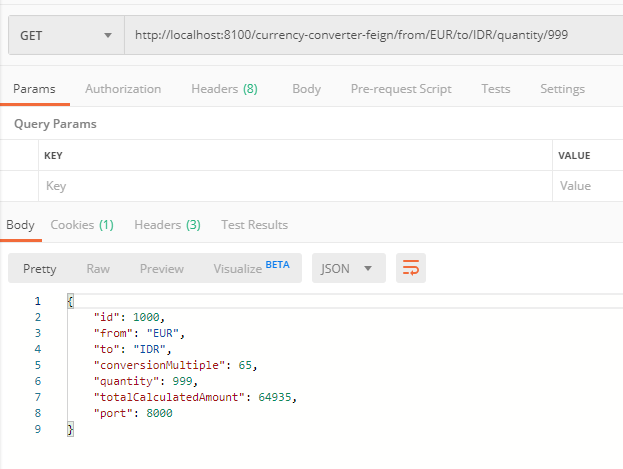 GET http://localhost:8100/currency-converter-feign/from/EUR/to/IDR/quantity/999
Params Authorization Headers (8) Body Pre-request Script Tests Settings
Query Params
KEY VALUE
Key Value
Body Cookies (1) Headers (3) Test Results
Pretty Raw Preview Visualize BETA JSON
1 {
2 "id": 1000,
3 "from": "EUR",
4 "to": "IDR",
5 "conversionMultiple": 65,
6 "quantity": 999,
7 "totalCalculatedAmount": 64935,
8 "port": 8000
9 }